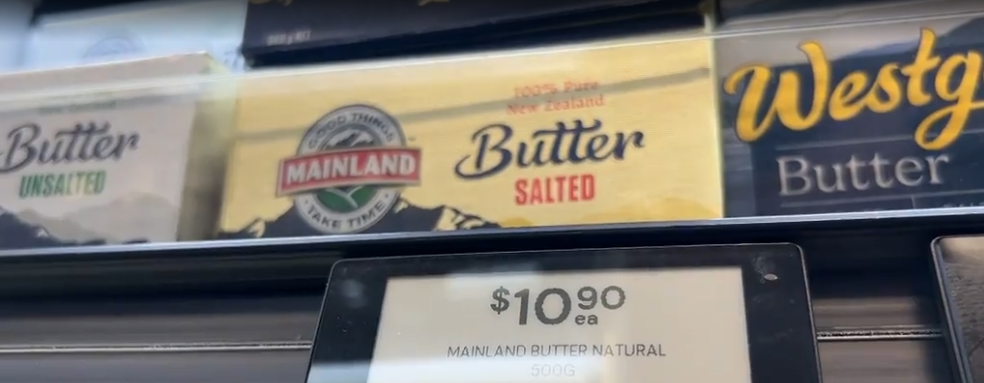 Butter
UNSALTED
GOOD THINGS
MAINLAND
TAKE TIME
100% Pure
New Zealand
Butter
SALTED
Westg
Butter
$10 90
ea
MAINLAND BUTTER NATURAL
500G